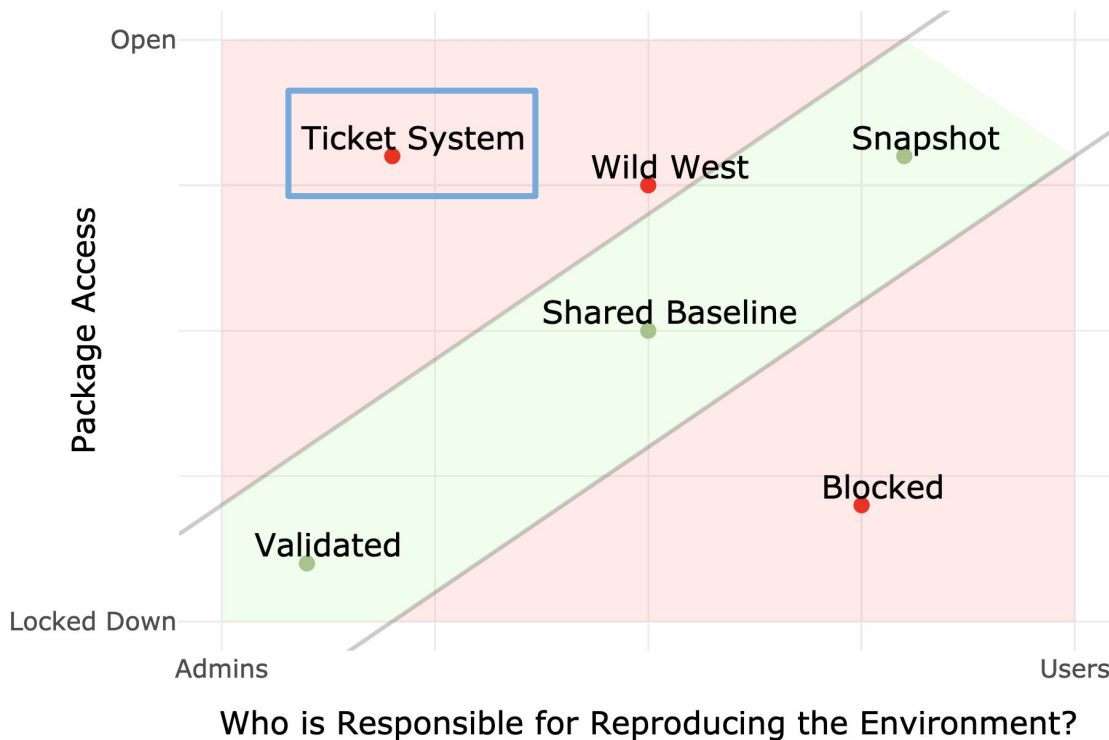 Open
Ticket System
Wild West
Snapshot
Package Access
Shared Baseline
Blocked
Validated
Locked Down
Admins
Users
Who is Responsible for Reproducing the Environment?